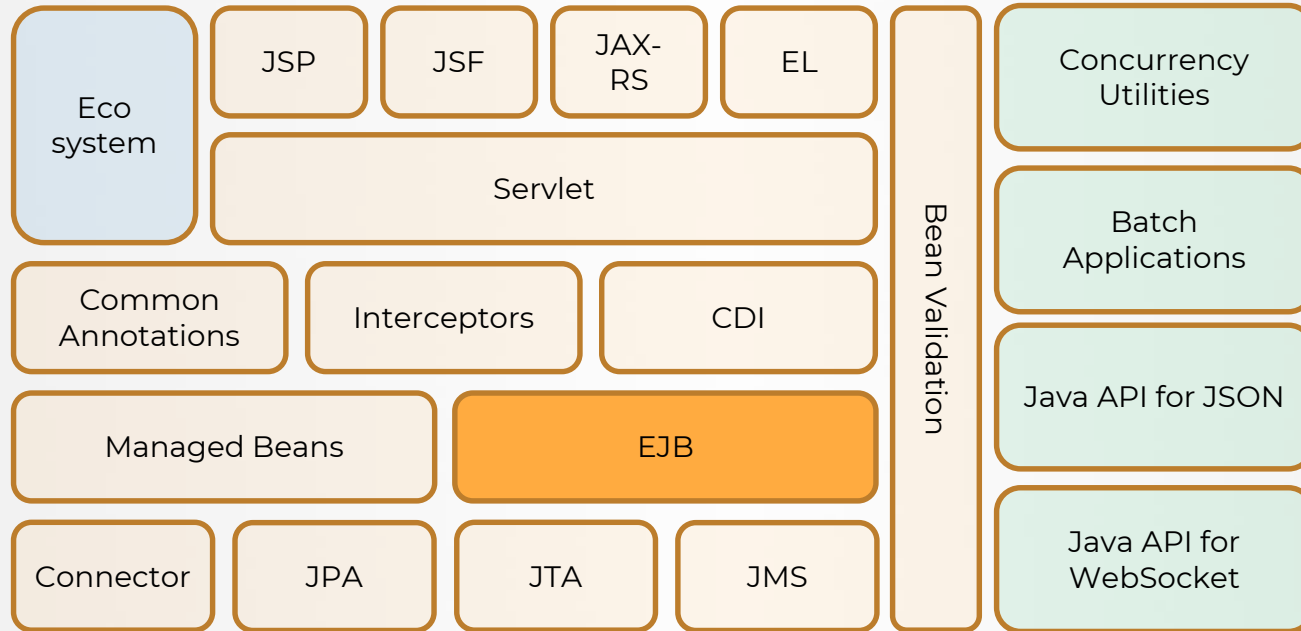 Eco
system
JSP
JSF
JAX-
RS
EL
Servlet
Common
Annotations
Interceptors
CDI
Managed Beans
EJB
Connector
JPA
JTA
JMS
Bean Validation
Concurrency
Utilities
Batch
Applications
Java API for JSON
Java API for
WebSocket